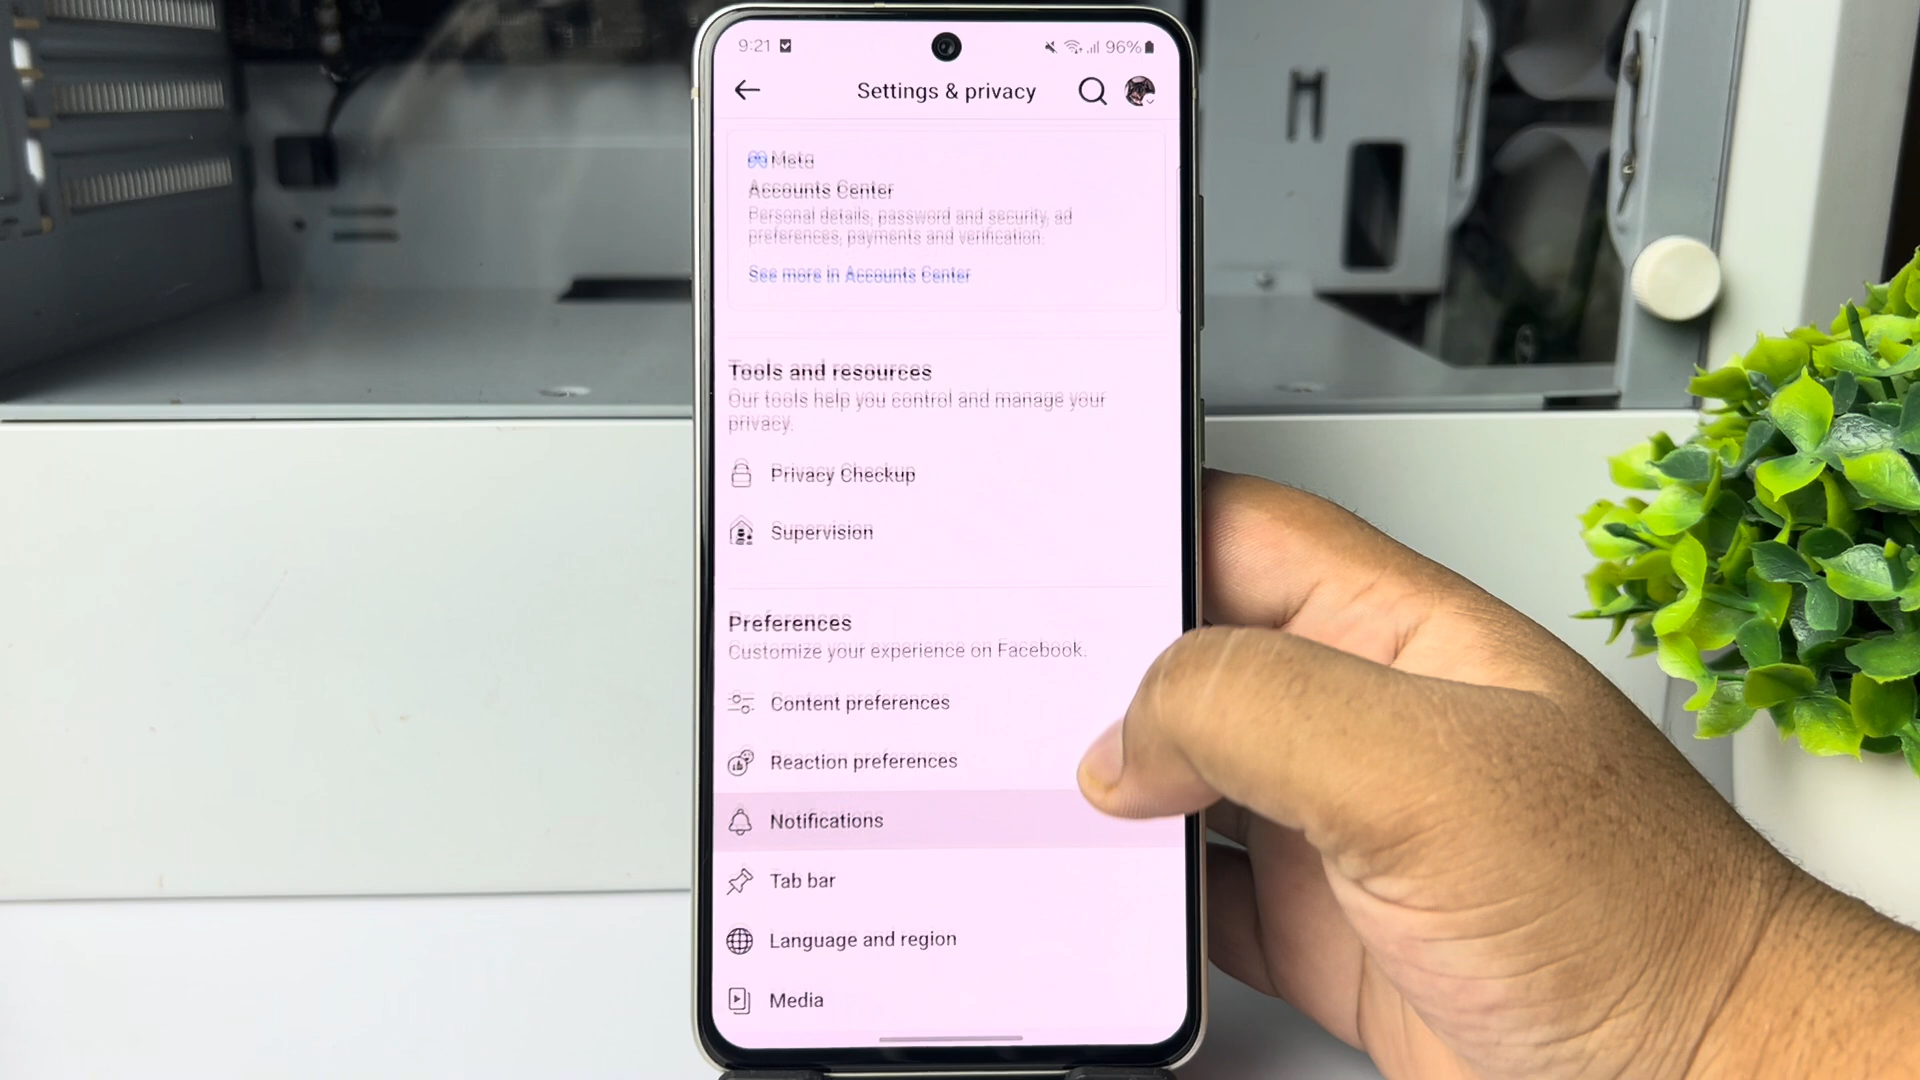 9:21
96%
Settings & privacy
Meta
Accounts Center
Personal details, password and security, ad
preferences, payments and verification.
See more in Accounts Center
Tools and resources
Our tools help you control and manage your
privacy.
Privacy Checkup
Supervision
Preferences
Customize your experience on Facebook.
Content preferences
Reaction preferences
Notifications
Tab bar
Language and region
Media